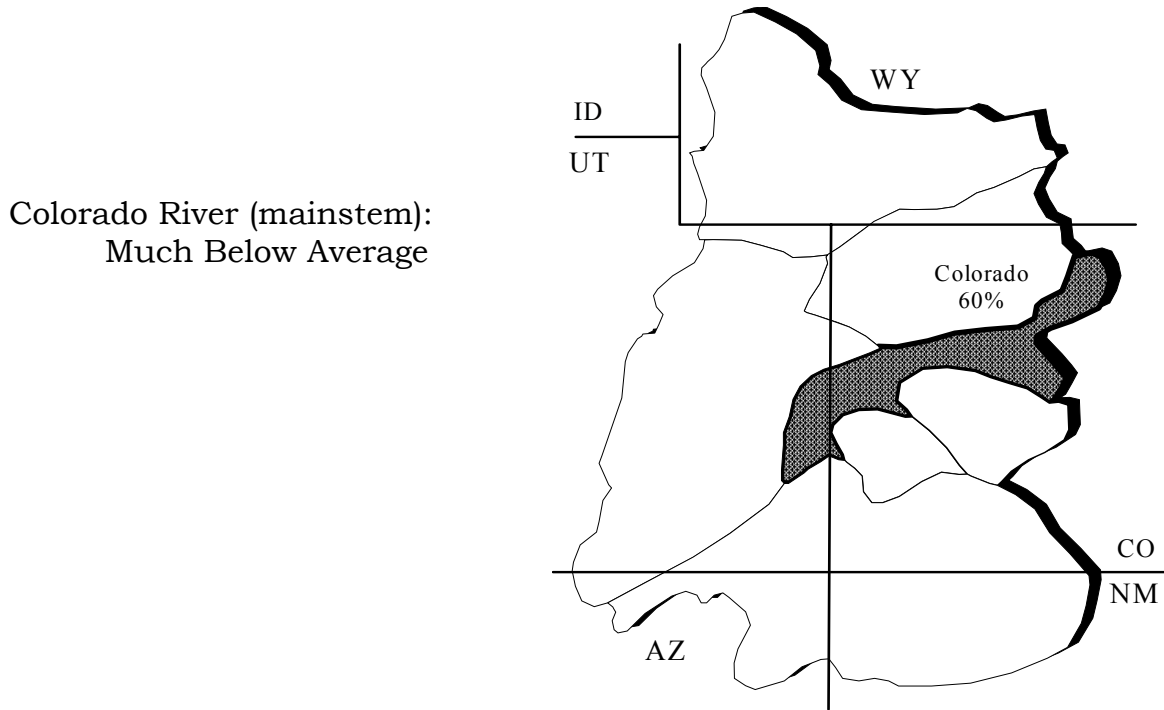 WY
ID
UT
Colorado River (mainstem):
Much Below Average
Colorado
60%
CO
NM
AZ